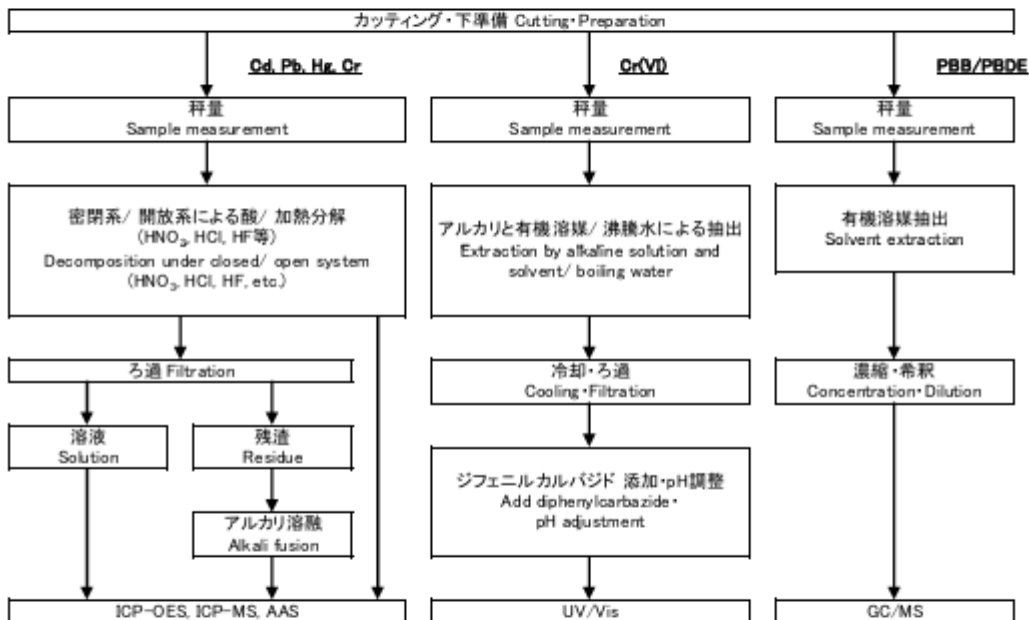 カッティング・下準備 Cutting・Preparation
Cd, Pb, Hg, Cr
Cr(VI)
PBB/PBDE
秤量
Sample measurement
秤量
Sample measurement
秤量
Sample measurement
密閉系/ 開放系による酸/ 加熱分解
(HNO₃, HCl, HF等)
Decomposition under closed/ open system
(HNO₃, HCl, HF, etc.)
アルカリと有機溶媒/ 沸騰水による抽出
Extraction by alkaline solution and
solvent/ boiling water
有機溶媒抽出
Solvent extraction
ろ過 Filtration
冷却・ろ過
Cooling・Filtration
濃縮・希釈
Concentration・Dilution
溶液
Solution
残渣
Residue
ジフェニルカルバジド 添加・pH調整
Add diphenylcarbazide・
pH adjustment
アルカリ溶融
Alkali fusion
ICP-OES, ICP-MS, AAS
UV/Vis
GC/MS